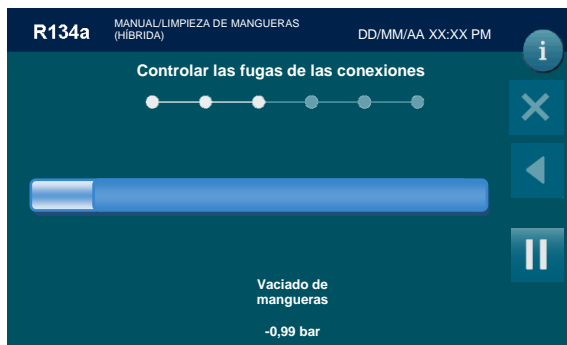 R134a
MANUAL/LIMPIEZA DE MANGUERAS
(HÍBRIDA)
DD/MM/AA XX:XX PM
i
Controlar las fugas de las conexiones
Vaciado de
mangueras
-0,99 bar